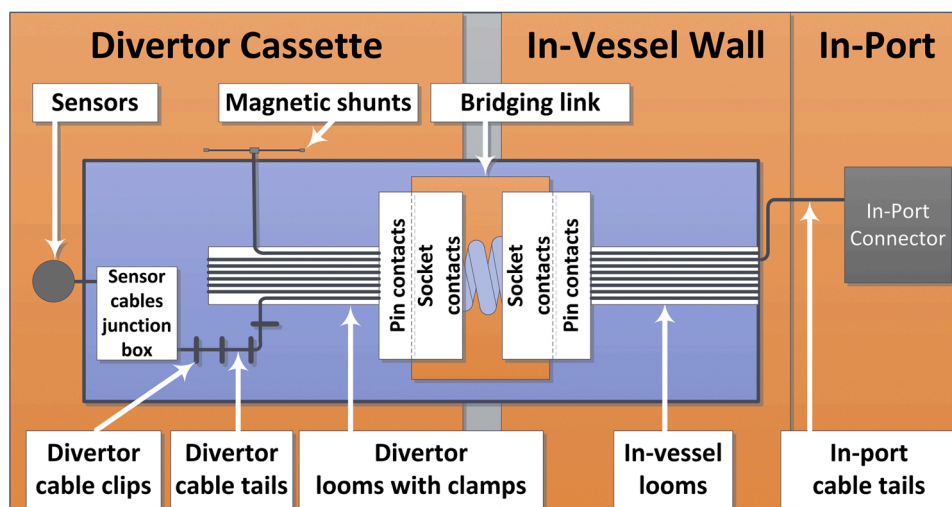 Divertor Cassette
In-Vessel Wall
In-Port
Sensors
Magnetic shunts
Bridging link
Sensor
cables
junction
box
Pin contacts
Socket
contacts
Socket
contacts
Pin contacts
In-Port
Connector
Divertor
cable clips
Divertor
cable tails
Divertor
looms with clamps
In-vessel
looms
In-port
cable tails